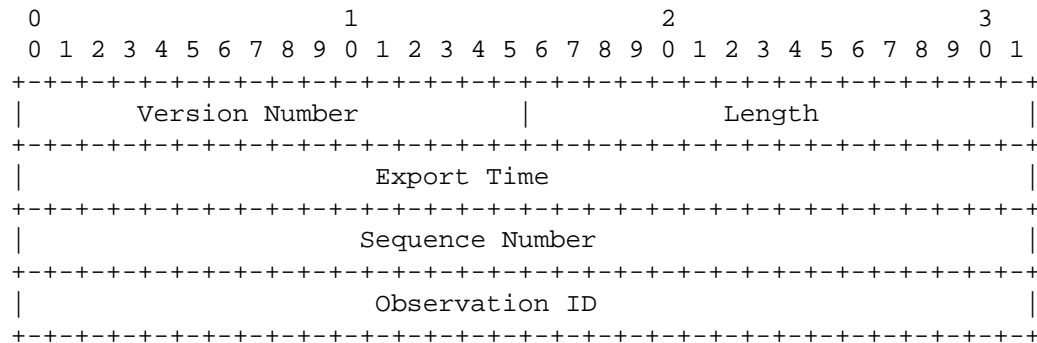 0                   1                   2                   3
 0 1 2 3 4 5 6 7 8 9 0 1 2 3 4 5 6 7 8 9 0 1 2 3 4 5 6 7 8 9 0 1
+-+-+-+-+-+-+-+-+-+-+-+-+-+-+-+-+-+-+-+-+-+-+-+-+-+-+-+-+-+-+-+-+
|       Version Number          |            Length             |
+-+-+-+-+-+-+-+-+-+-+-+-+-+-+-+-+-+-+-+-+-+-+-+-+-+-+-+-+-+-+-+-+
|                      Export Time                              |
+-+-+-+-+-+-+-+-+-+-+-+-+-+-+-+-+-+-+-+-+-+-+-+-+-+-+-+-+-+-+-+-+
|                     Sequence Number                           |
+-+-+-+-+-+-+-+-+-+-+-+-+-+-+-+-+-+-+-+-+-+-+-+-+-+-+-+-+-+-+-+-+
|                      Observation ID                           |
+-+-+-+-+-+-+-+-+-+-+-+-+-+-+-+-+-+-+-+-+-+-+-+-+-+-+-+-+-+-+-+-+